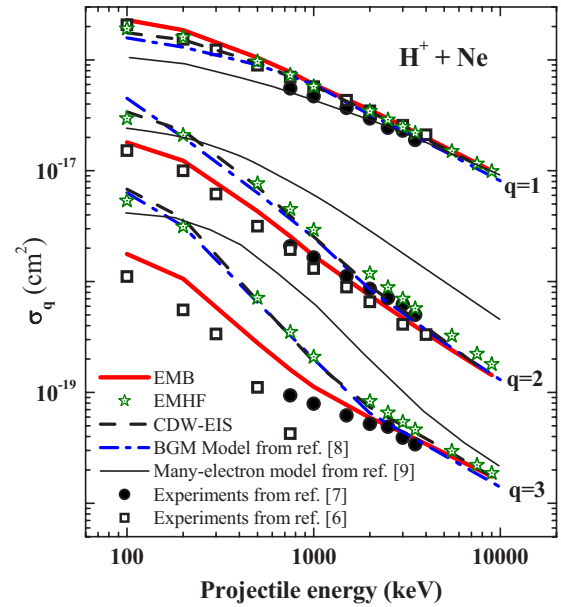 H⁺ + Ne
10⁻¹⁷
q=1
σq (cm²)
q=2
10⁻¹⁹
EMB
EMHF
CDW-EIS
BGM Model from ref. [8]
Many-electron model from ref. [9]
Experiments from ref. [7]
q=3
Experiments from ref. [6]
100 1000 10000
Projectile energy (keV)